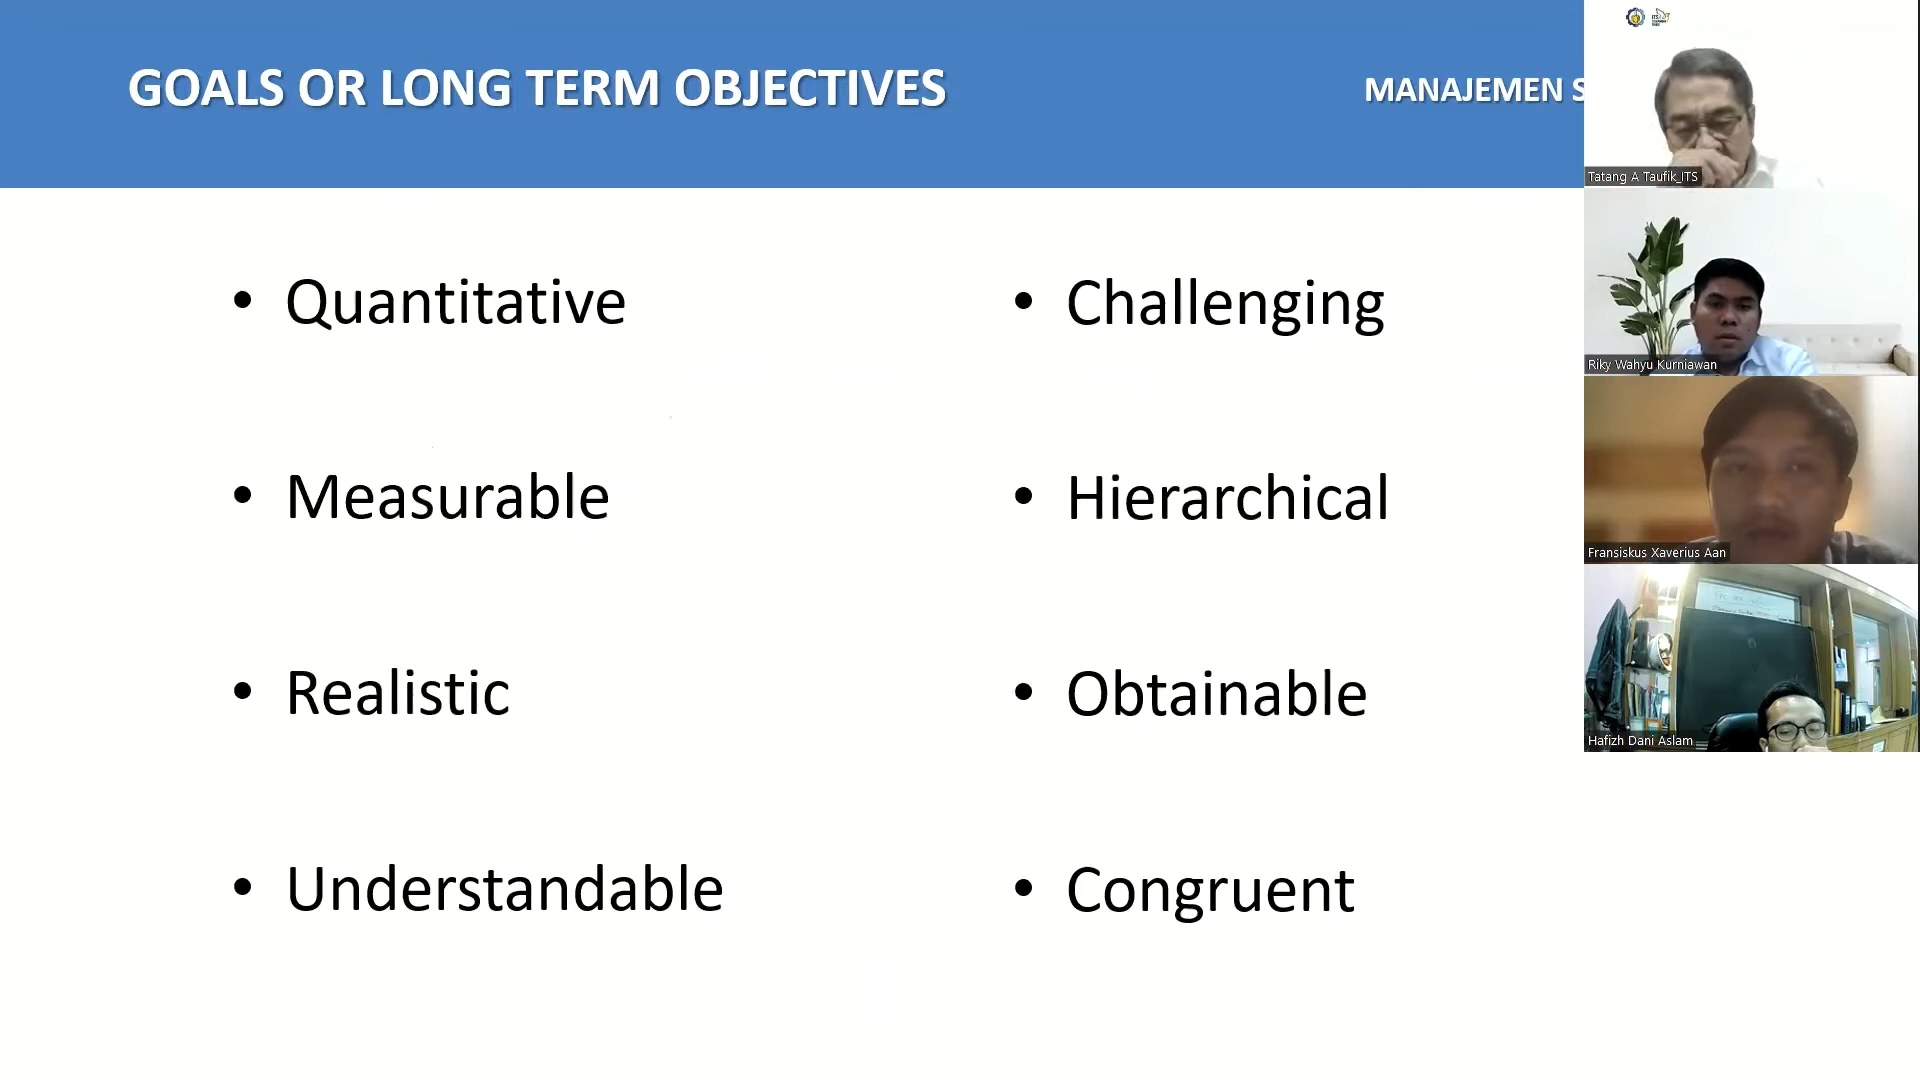 GOALS OR LONG TERM OBJECTIVES
MANAJEMEN S
• Quantitative
• Measurable
• Realistic
• Understandable
• Challenging
• Hierarchical
• Obtainable
• Congruent
Tatang A Taufik_ITS
Riky Wahyu Kurniawan
Fransiskus Xaverius Aan
Hafizh Dani Aslam